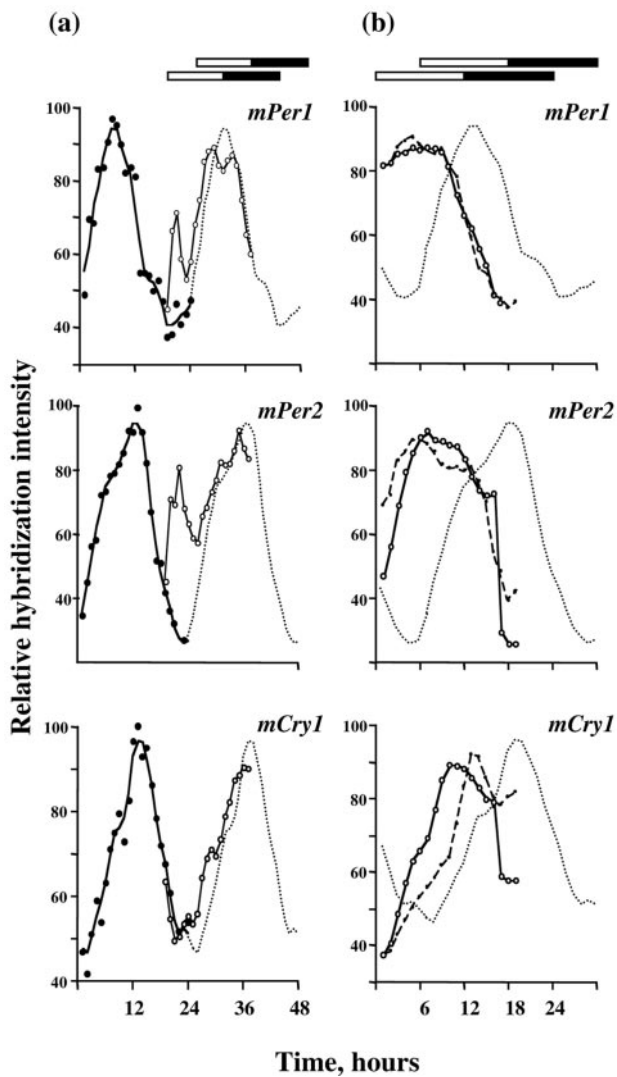 (a) (b)
mPer1 mPer1
100 100
80 80
60 60
40 40
mPer2 mPer2
100 100
80 80
60 60
40 40
mCry1 mCry1
100 100
80 80
60 60
40 40
12 24 36 48 6 12 18 24
Relative hybridization intensity
Time, hours